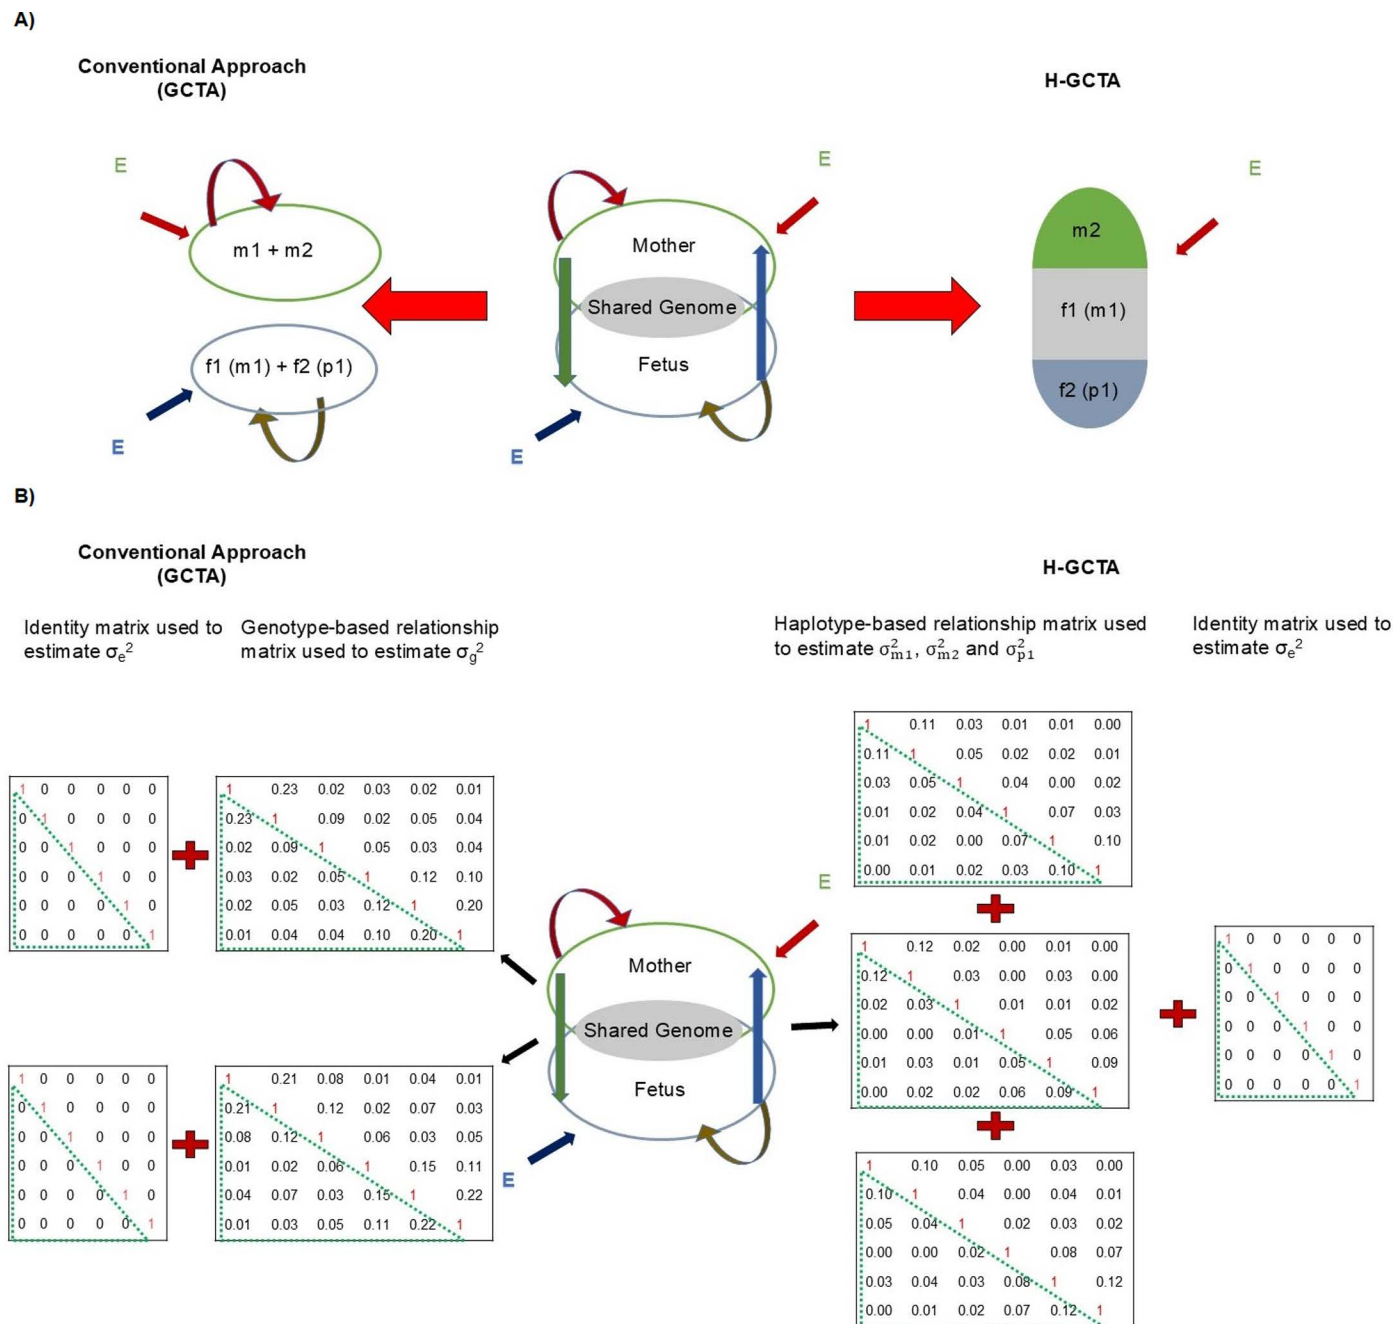 A)
Conventional Approach
(GCTA)
H-GCTA
E
m1 + m2
f1 (m1) + f2 (p1)
E
E
Mother
Shared Genome
Fetus
E
E
m2
f1 (m1)
f2 (p1)
B)
Conventional Approach
(GCTA)
H-GCTA
Identity matrix used to
estimate σe²
Genotype-based relationship
matrix used to estimate σg²
Haplotype-based relationship matrix used
to estimate σ²m1, σ²m2 and σ²p1
Identity matrix used to
estimate σe²
1 0 0 0 0 0
0 1 0 0 0 0
0 0 1 0 0 0
0 0 0 1 0 0
0 0 0 0 1 0
0 0 0 0 0 1
1 0.23 0.02 0.03 0.02 0.01
0.23 1 0.09 0.02 0.05 0.04
0.02 0.09 1 0.05 0.03 0.04
0.03 0.02 0.05 1 0.12 0.10
0.02 0.05 0.03 0.12 1 0.20
0.01 0.04 0.04 0.10 0.20 1
1 0 0 0 0 0
0 1 0 0 0 0
0 0 1 0 0 0
0 0 0 1 0 0
0 0 0 0 1 0
0 0 0 0 0 1
1 0.21 0.08 0.01 0.04 0.01
0.21 1 0.12 0.02 0.07 0.03
0.08 0.12 1 0.06 0.03 0.05
0.01 0.02 0.06 1 0.15 0.11
0.04 0.07 0.03 0.15 1 0.22
0.01 0.03 0.05 0.11 0.22 1
E
Mother
Shared Genome
Fetus
E
1 0.11 0.03 0.01 0.01 0.00
0.11 1 0.05 0.02 0.02 0.01
0.03 0.05 1 0.04 0.00 0.02
0.01 0.02 0.04 1 0.07 0.03
0.01 0.02 0.00 0.07 1 0.10
0.00 0.01 0.02 0.03 0.10 1
1 0.12 0.02 0.00 0.01 0.00
0.12 1 0.03 0.00 0.03 0.00
0.02 0.03 1 0.01 0.01 0.02
0.00 0.00 0.01 1 0.05 0.06
0.01 0.03 0.01 0.05 1 0.09
0.00 0.02 0.02 0.06 0.09 1
1 0.10 0.05 0.00 0.03 0.00
0.10 1 0.04 0.00 0.04 0.01
0.05 0.04 1 0.02 0.03 0.02
0.00 0.00 0.02 1 0.08 0.07
0.03 0.04 0.03 0.08 1 0.12
0.00 0.01 0.02 0.07 0.12 1
1 0 0 0 0 0
0 1 0 0 0 0
0 0 1 0 0 0
0 0 0 1 0 0
0 0 0 0 1 0
0 0 0 0 0 1